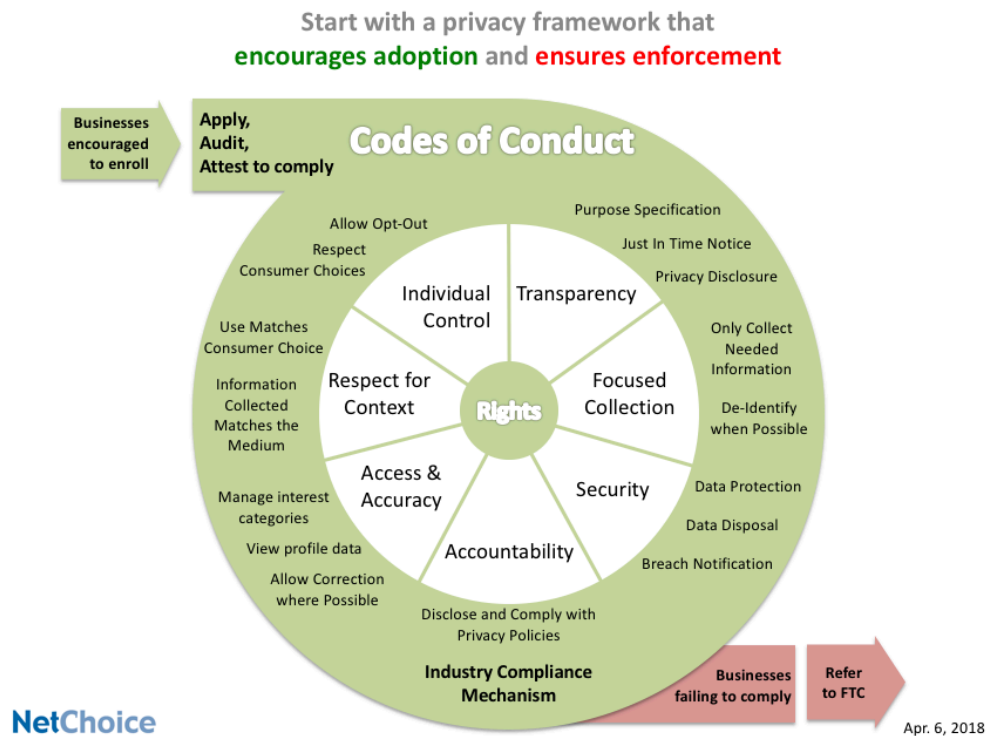 Start with a privacy framework that
encourages adoption and ensures enforcement
Businesses
encouraged
to enroll
Apply,
Audit,
Attest to comply
Codes of Conduct
Allow Opt-Out
Respect
Consumer Choices
Use Matches
Consumer Choice
Information
Collected
Matches the
Medium
Manage interest
categories
View profile data
Allow Correction
where Possible
Purpose Specification
Just In Time Notice
Privacy Disclosure
Only Collect
Needed
Information
De-Identify
when Possible
Data Protection
Data Disposal
Breach Notification
Disclose and Comply with
Privacy Policies
Individual
Control
Transparency
Respect for
Context
Rights
Focused
Collection
Access &
Accuracy
Security
Accountability
Industry Compliance
Mechanism
Businesses
failing to comply
Refer
to FTC
NetChoice
Apr. 6, 2018